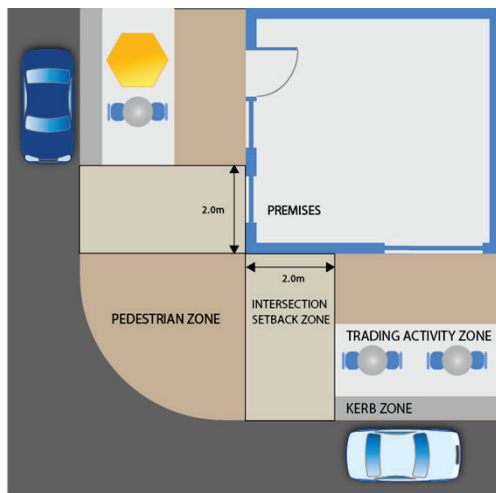 2.0m
PREMISES
2.0m
PEDESTRIAN ZONE
INTERSECTION
SETBACK ZONE
TRADING ACTIVITY ZONE
KERB ZONE